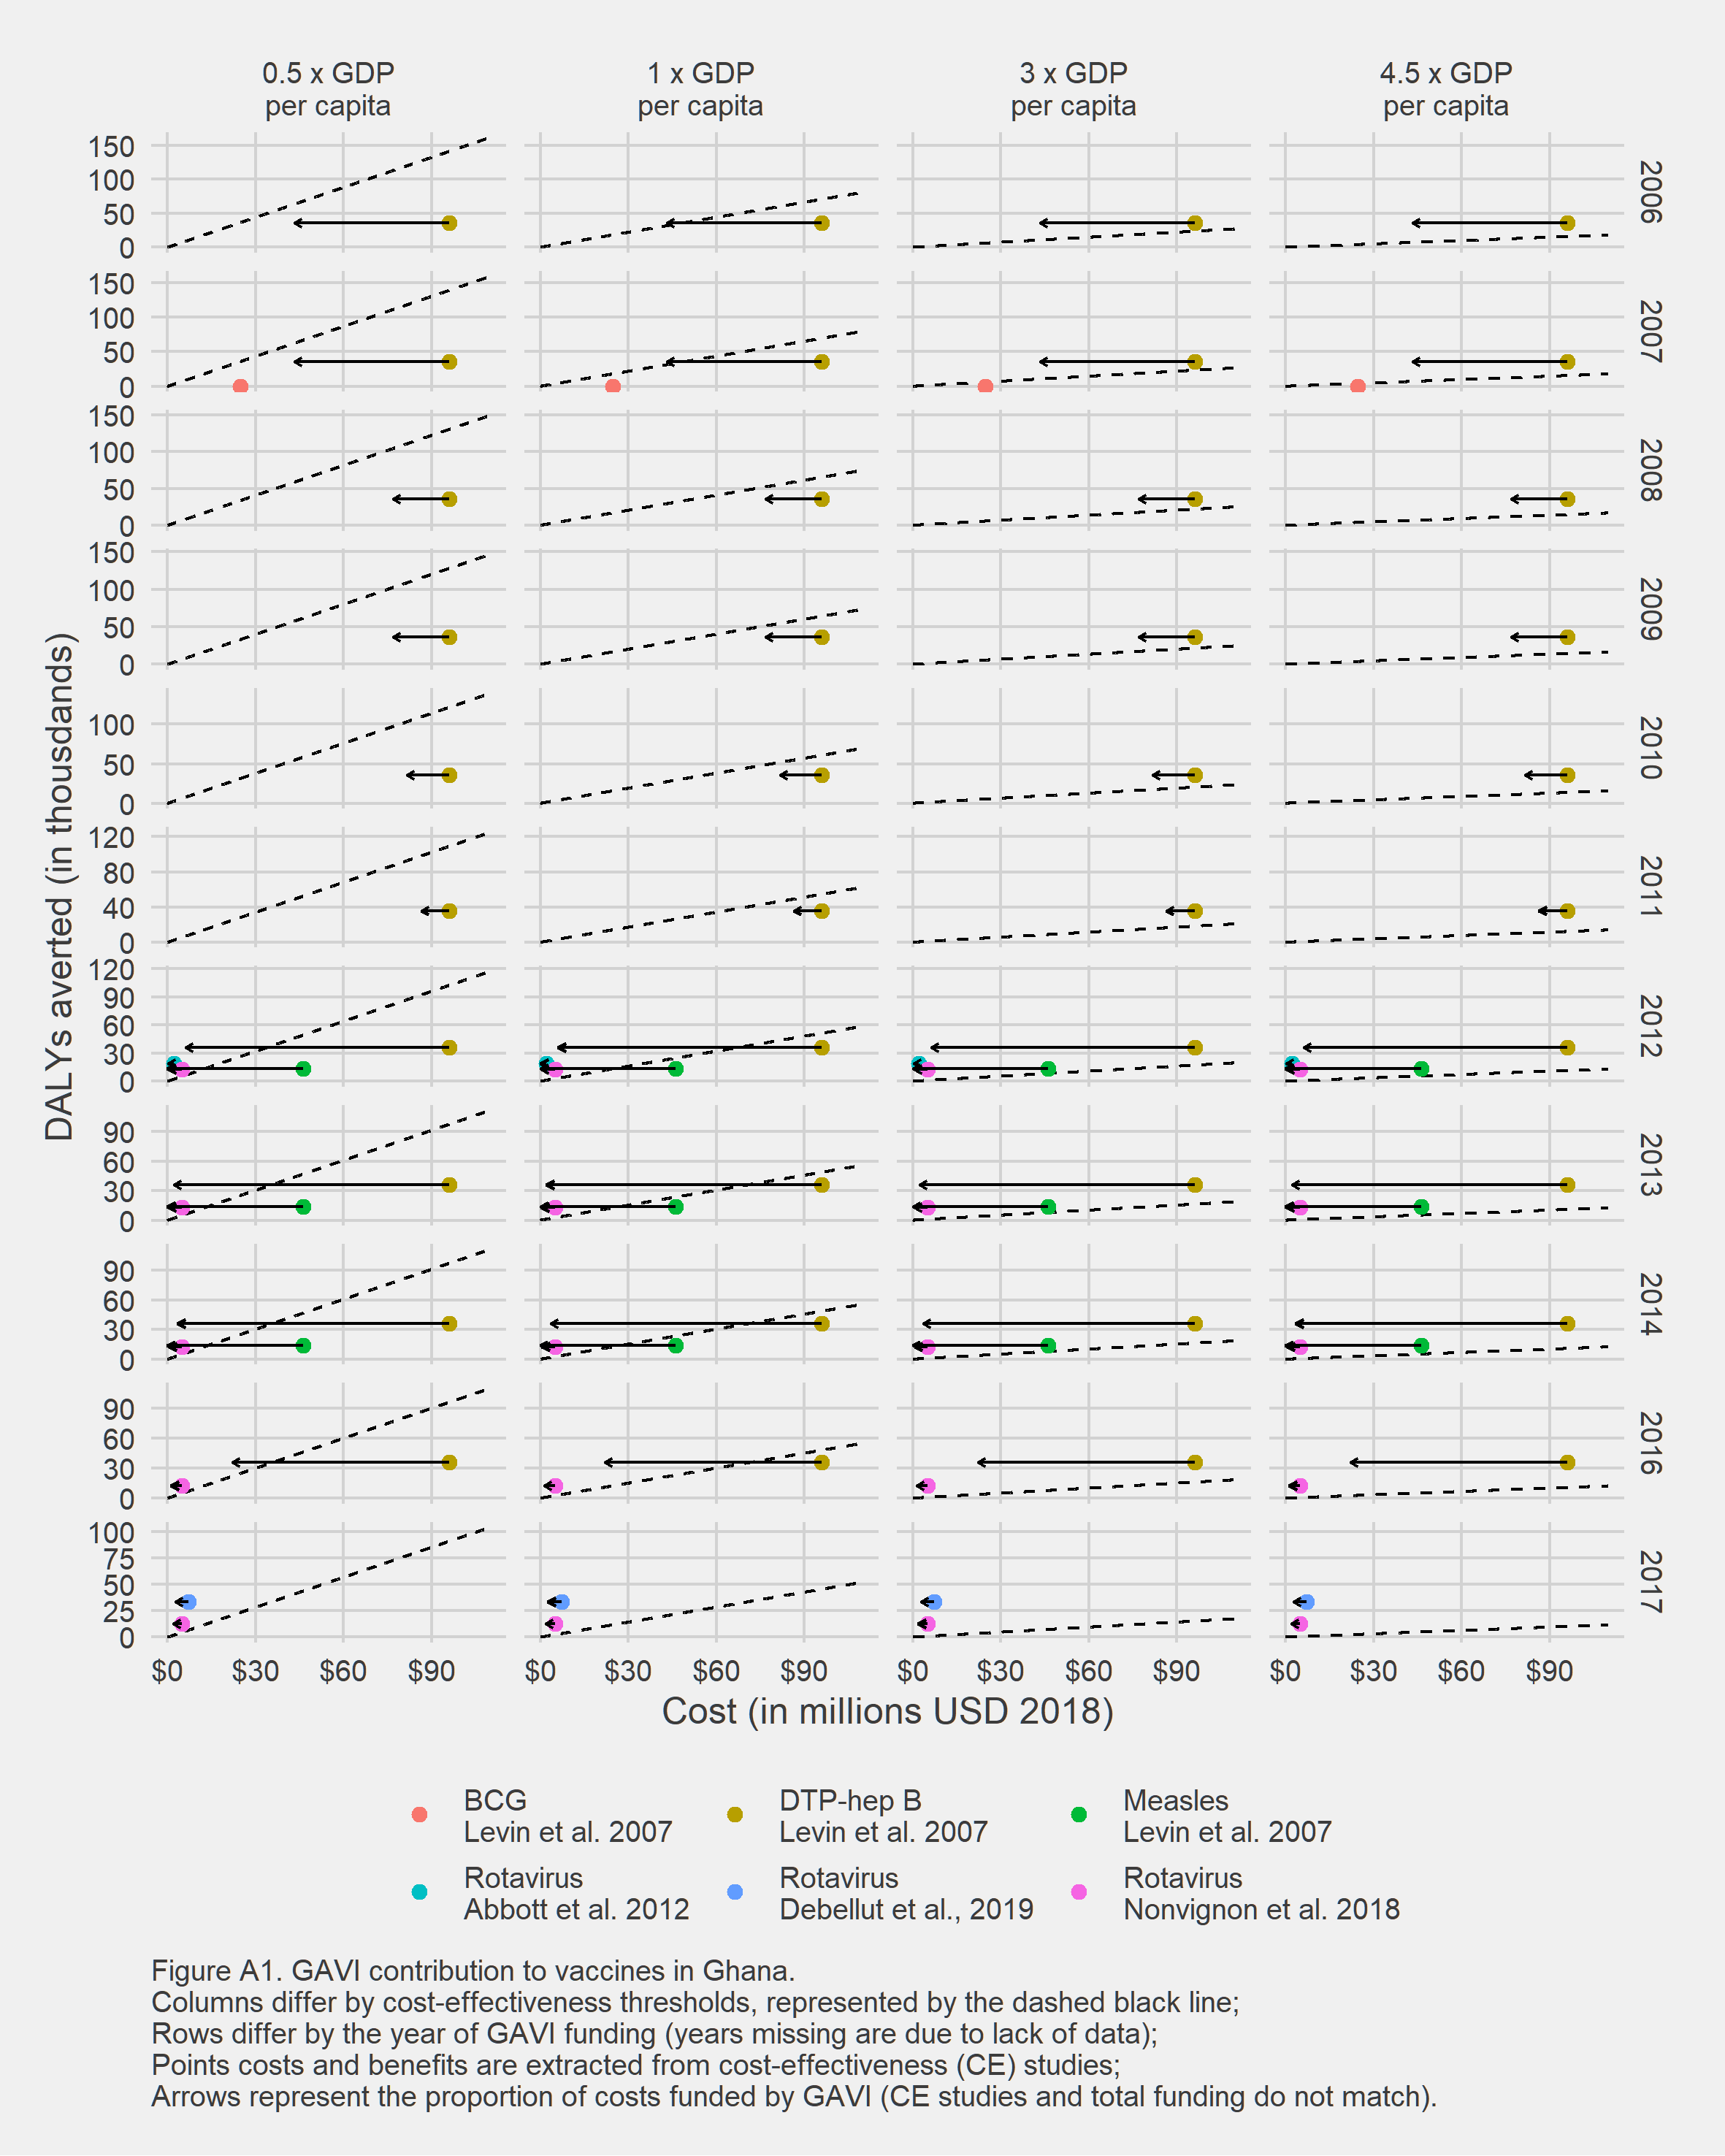 0.5 x GDP
per capita
1 x GDP
per capita
3 x GDP
per capita
4.5 x GDP
per capita
DALYs averted (in thousdands)
150
100
50
0
2006
150
100
50
0
2007
150
100
50
0
2008
150
100
50
0
2009
100
50
0
2010
120
80
40
0
2011
120
90
60
30
0
2012
90
60
30
0
2013
90
60
30
0
2014
90
60
30
0
2016
100
75
50
25
0
2017
$0 $30 $60 $90 $0 $30 $60 $90 $0 $30 $60 $90 $0 $30 $60 $90
Cost (in millions USD 2018)
BCG
Levin et al. 2007
DTP-hep B
Levin et al. 2007
Measles
Levin et al. 2007
Rotavirus
Abbott et al. 2012
Rotavirus
Debellut et al., 2019
Rotavirus
Nonvignon et al. 2018
Figure A1. GAVI contribution to vaccines in Ghana.
Columns differ by cost-effectiveness thresholds, represented by the dashed black line;
Rows differ by the year of GAVI funding (years missing are due to lack of data);
Points costs and benefits are extracted from cost-effectiveness (CE) studies;
Arrows represent the proportion of costs funded by GAVI (CE studies and total funding do not match).